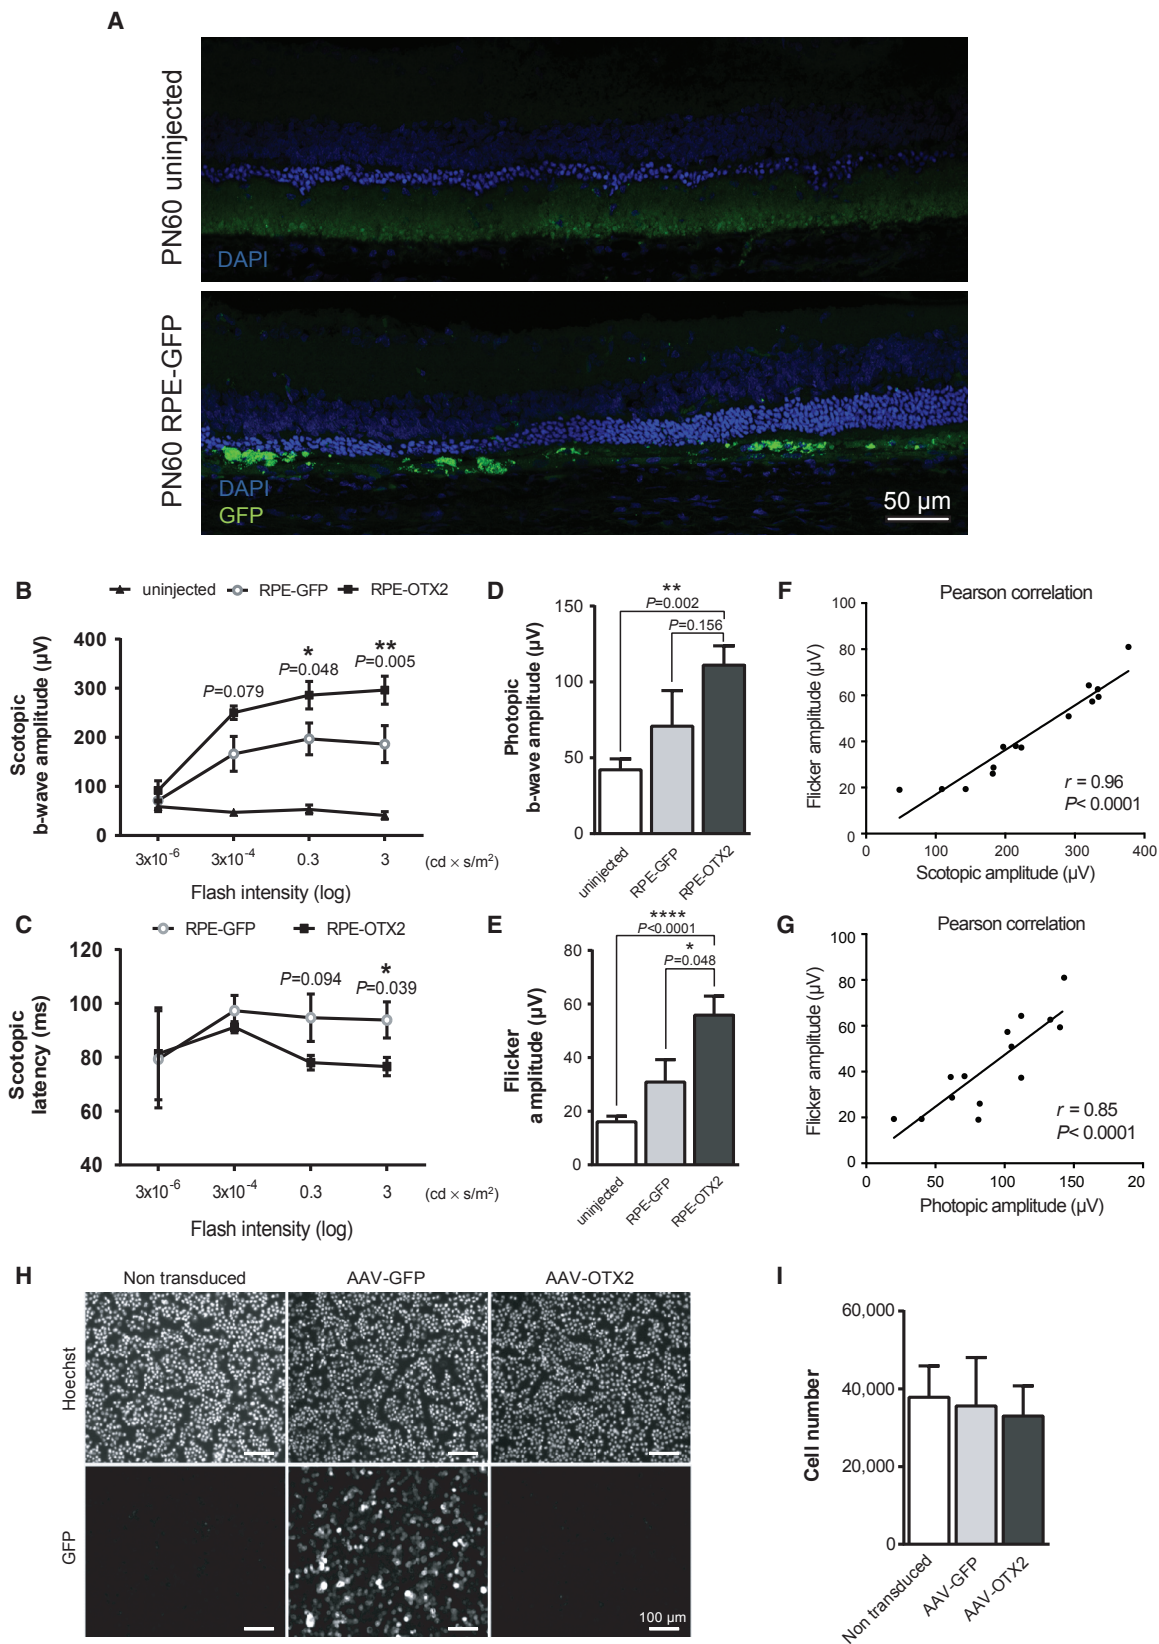 A
PN60 uninjected
DAPI
PN60 RPE-GFP
DAPI
GFP
50 µm
B
uninjected RPE-GFP RPE-OTX2
Scotopic
b-wave amplitude (µV)
400
300
200
100
0
P=0.079
*
P=0.048
**
P=0.005
3x10⁻⁶ 3x10⁻⁴ 0.3 3 (cd × s/m²)
Flash intensity (log)
C
RPE-GFP RPE-OTX2
Scotopic
latency (ms)
120
100
80
60
40
P=0.094
*
P=0.039
3x10⁻⁶ 3x10⁻⁴ 0.3 3 (cd × s/m²)
Flash intensity (log)
D
Photopic
b-wave amplitude (µV)
150
100
50
0
**
P=0.002
P=0.156
uninjected RPE-GFP RPE-OTX2
E
Flicker
amplitude (µV)
80
60
40
20
0
****
P<0.0001
*
P=0.048
uninjected RPE-GFP RPE-OTX2
F
Pearson correlation
Flicker amplitude (µV)
100
80
60
40
20
0
r = 0.96
P< 0.0001
0 100 200 300 400
Scotopic amplitude (µV)
G
Pearson correlation
Flicker amplitude (µV)
100
80
60
40
20
0
r = 0.85
P< 0.0001
0 50 100 150 20
Photopic amplitude (µV)
H
Non transduced AAV-GFP AAV-OTX2
Hoechst
GFP
100 µm
I
Cell number
60,000
40,000
20,000
0
Non transduced AAV-GFP AAV-OTX2